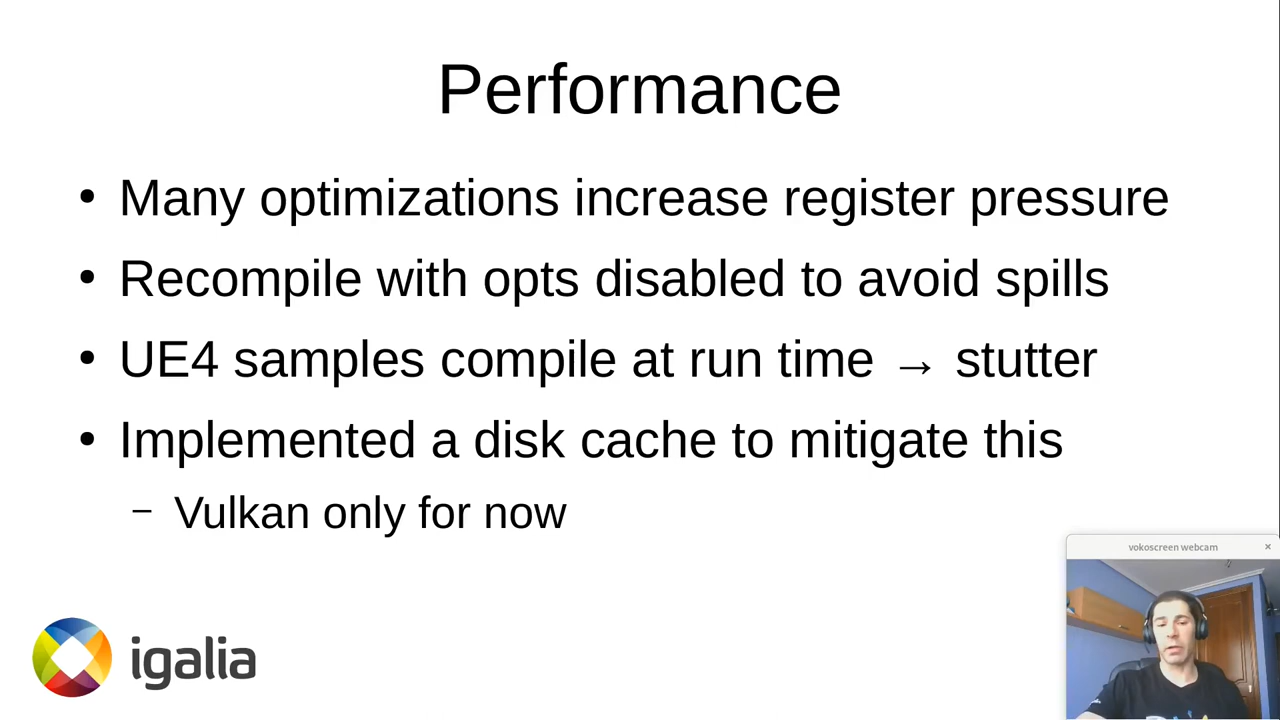 Performance
• Many optimizations increase register pressure
• Recompile with opts disabled to avoid spills
• UE4 samples compile at run time → stutter
• Implemented a disk cache to mitigate this
– Vulkan only for now
vokoscreen webcam ×
igalia